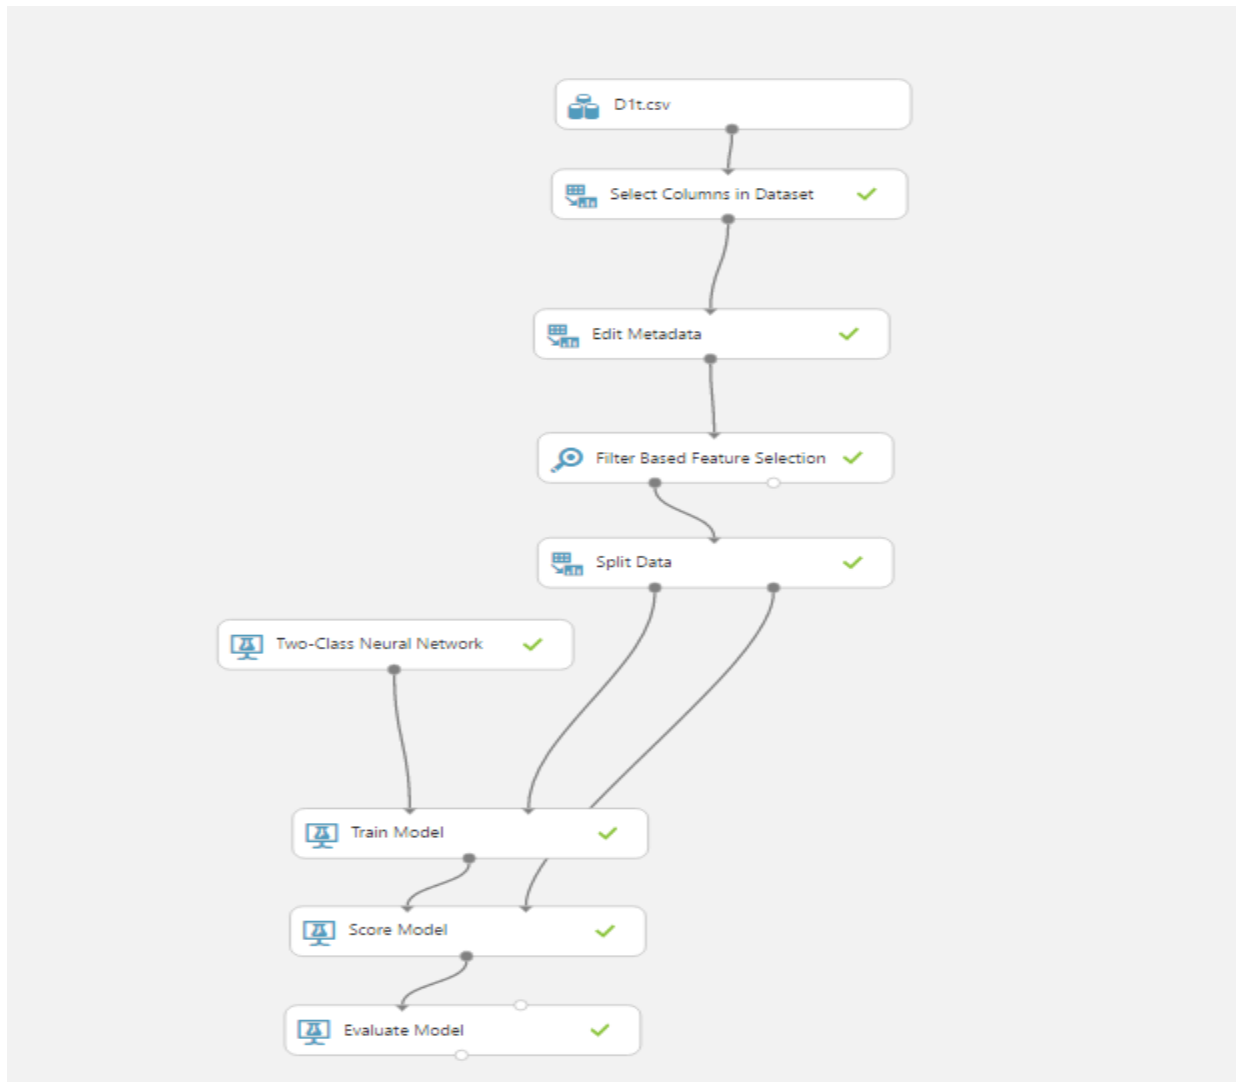 D1t.csv
Select Columns in Dataset
Edit Metadata
Filter Based Feature Selection
Split Data
Two-Class Neural Network
Train Model
Score Model
Evaluate Model